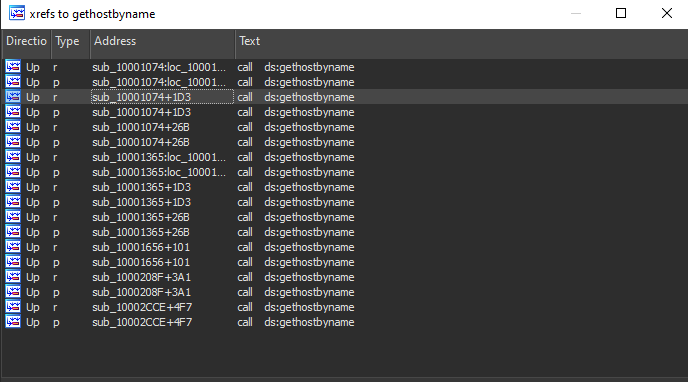 xrefs to gethostbyname
Directio Type Address Text
Up r sub_10001074:loc_10001... call ds:gethostbyname
Up p sub_10001074:loc_10001... call ds:gethostbyname
Up r sub_10001074+1D3 call ds:gethostbyname
Up p sub_10001074+1D3 call ds:gethostbyname
Up r sub_10001074+26B call ds:gethostbyname
Up p sub_10001074+26B call ds:gethostbyname
Up r sub_10001365:loc_10001... call ds:gethostbyname
Up p sub_10001365:loc_10001... call ds:gethostbyname
Up r sub_10001365+1D3 call ds:gethostbyname
Up p sub_10001365+1D3 call ds:gethostbyname
Up r sub_10001365+26B call ds:gethostbyname
Up p sub_10001365+26B call ds:gethostbyname
Up r sub_10001656+101 call ds:gethostbyname
Up p sub_10001656+101 call ds:gethostbyname
Up r sub_1000208F+3A1 call ds:gethostbyname
Up p sub_1000208F+3A1 call ds:gethostbyname
Up r sub_10002CCE+4F7 call ds:gethostbyname
Up p sub_10002CCE+4F7 call ds:gethostbyname